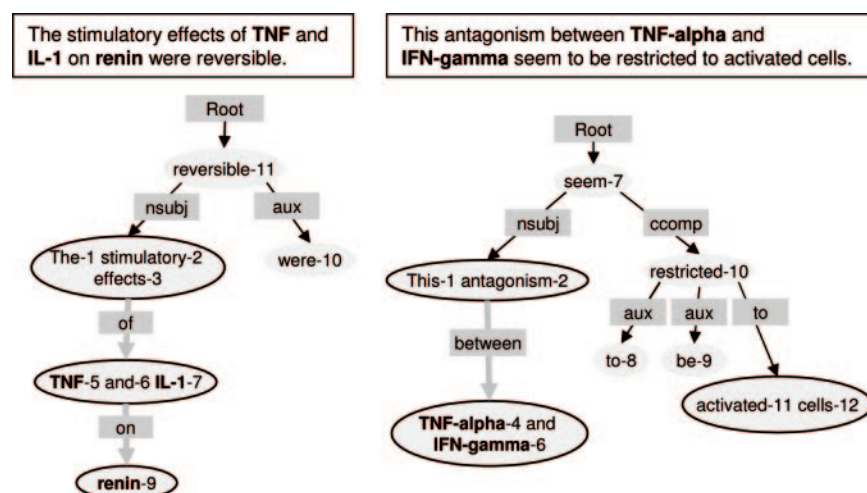 The stimulatory effects of TNF and
IL-1 on renin were reversible.
Root
reversible-11
nsubj
aux
The-1 stimulatory-2
effects-3
were-10
of
TNF-5 and-6 IL-1-7
on
renin-9
This antagonism between TNF-alpha and
IFN-gamma seem to be restricted to activated cells.
Root
seem-7
nsubj
ccomp
This-1 antagonism-2
restricted-10
aux
aux
to
between
to-8
be-9
TNF-alpha-4 and
IFN-gamma-6
activated-11 cells-12